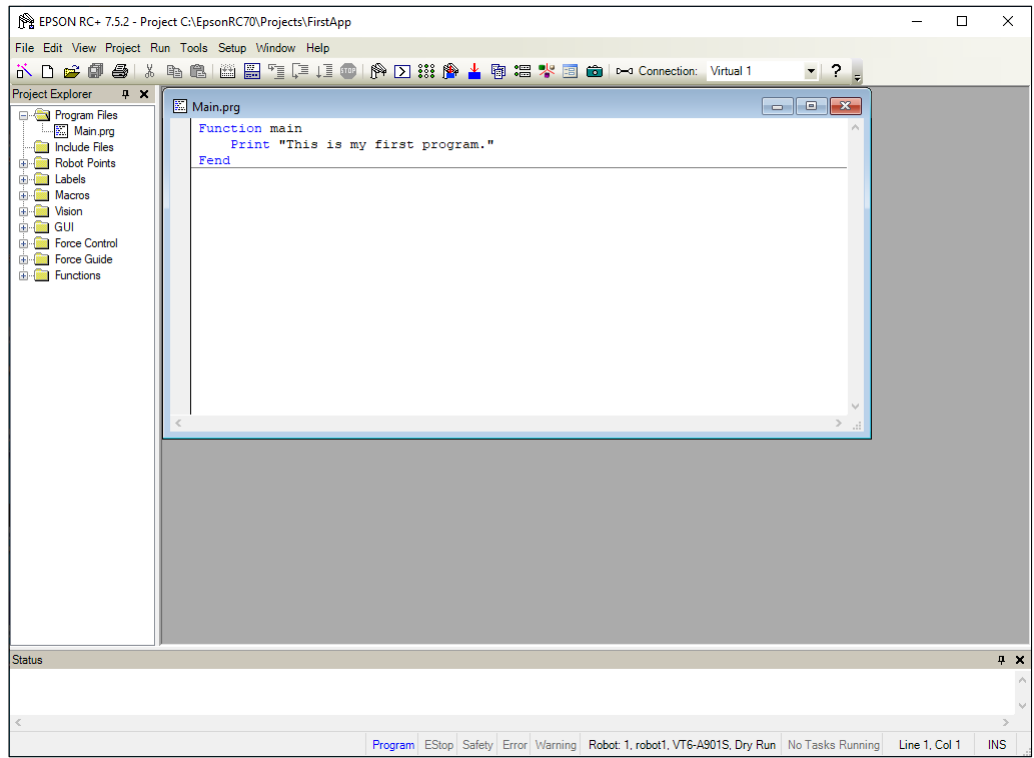 EPSON RC+ 7.5.2 - Project C:\EpsonRC70\Projects\FirstApp
File Edit View Project Run Tools Setup Window Help
STOP Connection: Virtual 1 ?
Project Explorer
Program Files
Main.prg
Include Files
Robot Points
Labels
Macros
Vision
GUI
Force Control
Force Guide
Functions
Main.prg
Function main
Print "This is my first program."
Fend
Status
Program EStop Safety Error Warning Robot: 1, robot1, VT6-A901S, Dry Run No Tasks Running Line 1, Col 1 INS